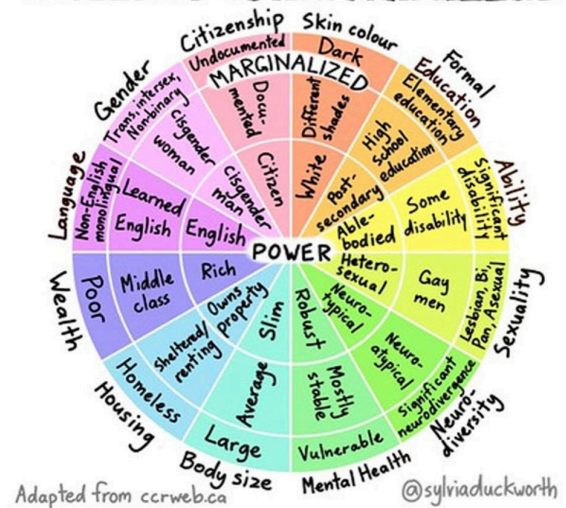 Citizenship
Undocumented
Docu-
mented
Citizen
Skin colour
Dark
Different
shades
White
Formal
Education
Elementary
education
High
School
education
Post-
secondary
Ability
Significant
disability
Some
disability
Able-
bodied
Sexuality
Lesbian, Bi,
Pan, Asexual
Gay
men
Hetero-
sexual
Neuro-
diversity
Significant
neurodivergence
Neuro-
atypical
Neuro-
typical
Mental Health
Vulnerable
Mostly
stable
Robust
Body size
Large
Average
Slim
Housing
Homeless
Sheltered/
renting
Owns
property
Wealth
Poor
Middle
class
Rich
Language
Non-English
monolingual
Learned
English
English
Gender
Trans, intersex,
Nonbinary
Cisgender
woman
Cisgender
man
MARGINALIZED
POWER
Adapted from ccrweb.ca
@sylviaduckworth